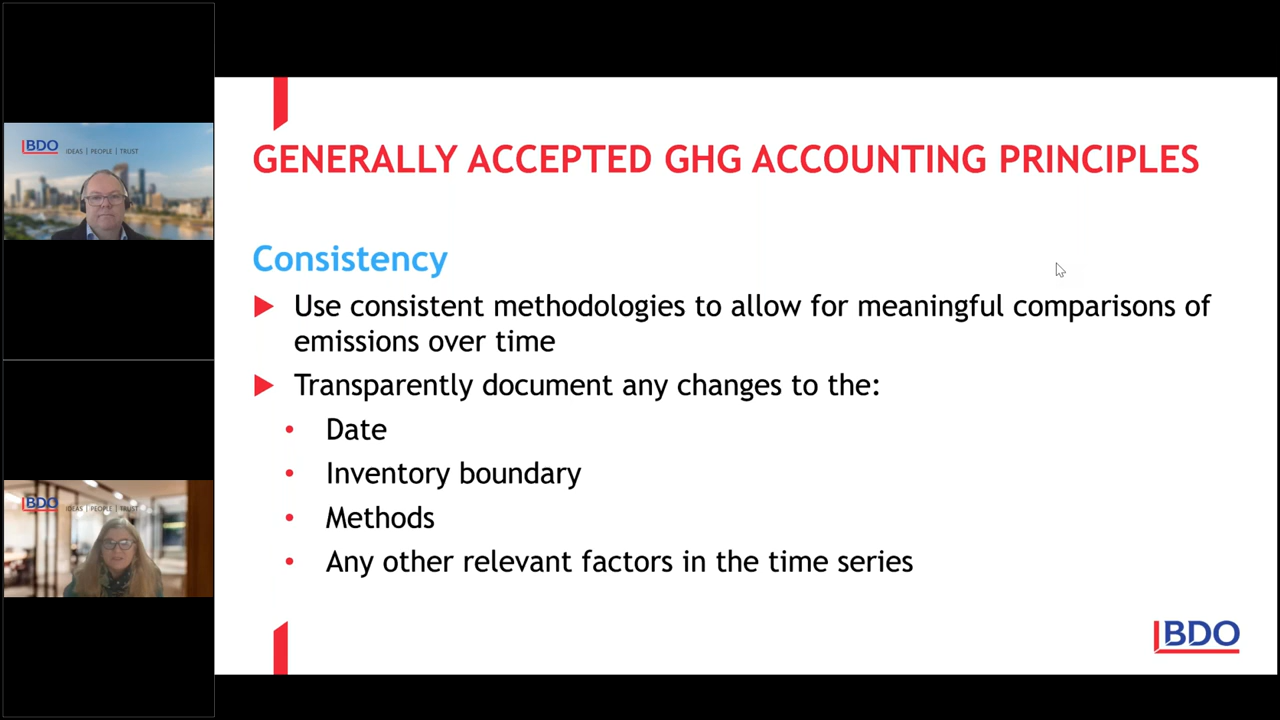 BDO
IDEAS | PEOPLE | TRUST
BDO
IDEAS | PEOPLE | TRUST
GENERALLY ACCEPTED GHG ACCOUNTING PRINCIPLES
Consistency
Use consistent methodologies to allow for meaningful comparisons of
emissions over time
Transparently document any changes to the:
• Date
• Inventory boundary
• Methods
• Any other relevant factors in the time series
BDO